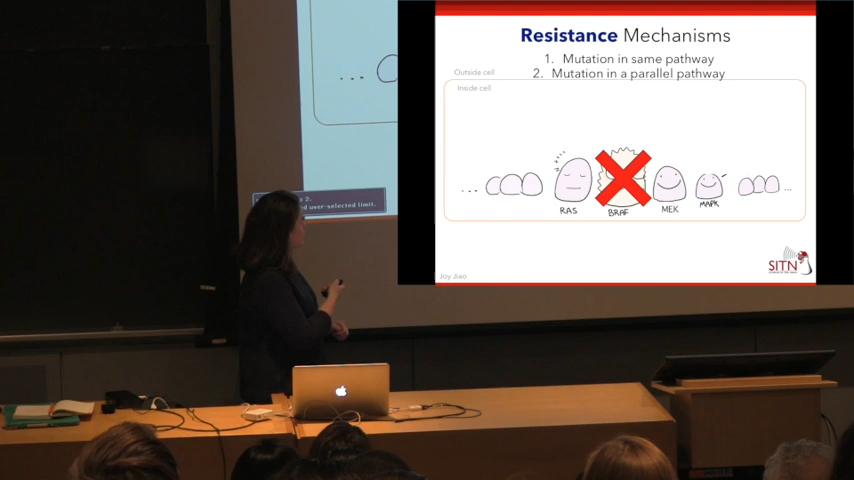 Resistance Mechanisms
1. Mutation in same pathway
2. Mutation in a parallel pathway
Outside cell
Inside cell
... ...
RAS BRAF MEK MAPK
Joy Jiao
SITN
...
2.
user-selected limit.